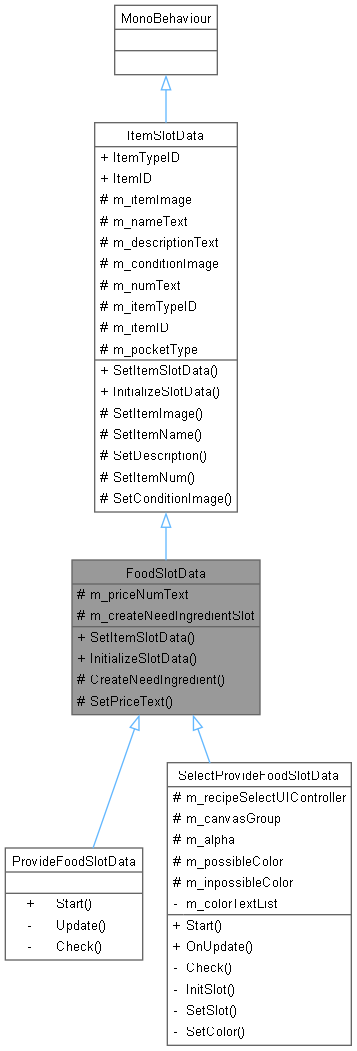 MonoBehaviour
ItemSlotData
+ ItemTypeID
+ ItemID
# m_itemImage
# m_nameText
# m_descriptionText
# m_conditionImage
# m_numText
# m_itemTypeID
# m_itemID
# m_pocketType
+ SetItemSlotData()
+ InitializeSlotData()
# SetItemImage()
# SetItemName()
# SetDescription()
# SetItemNum()
# SetConditionImage()
FoodSlotData
# m_priceNumText
# m_createNeedIngredientSlot
+ SetItemSlotData()
+ InitializeSlotData()
# CreateNeedIngredient()
# SetPriceText()
ProvideFoodSlotData
+ Start()
- Update()
- Check()
SelectProvideFoodSlotData
# m_recipeSelectUIController
# m_canvasGroup
# m_alpha
# m_possibleColor
# m_inpossibleColor
- m_colorTextList
+ Start()
+ OnUpdate()
- Check()
- InitSlot()
- SetSlot()
- SetColor()